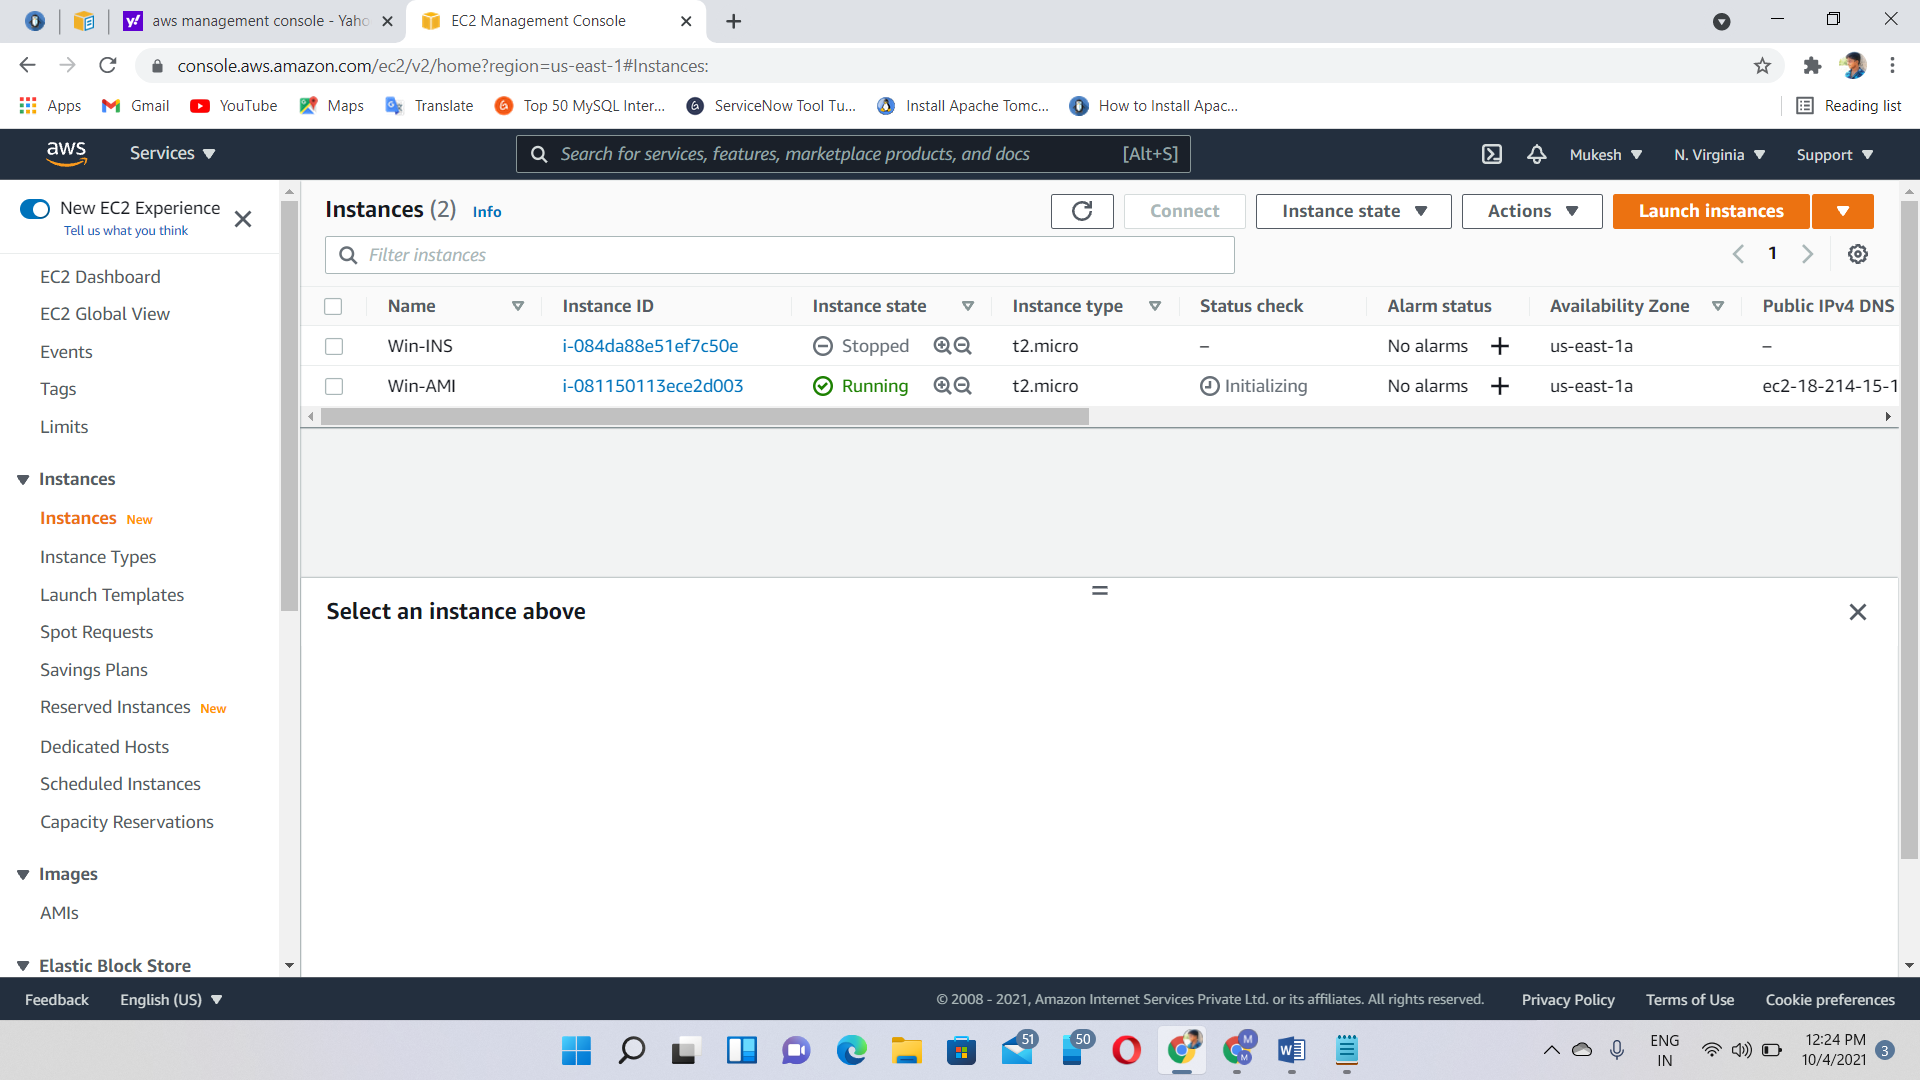 aws management console - Yaho
EC2 Management Console
console.aws.amazon.com/ec2/v2/home?region=us-east-1#Instances:
Apps
Gmail
YouTube
Maps
Translate
Top 50 MySQL Inter...
ServiceNow Tool Tu...
Install Apache Tomc...
How to Install Apac...
Reading list
aws
Services
Search for services, features, marketplace products, and docs [Alt+S]
Mukesh
N. Virginia
Support
New EC2 Experience
Tell us what you think
EC2 Dashboard
EC2 Global View
Events
Tags
Limits
Instances
Instances New
Instance Types
Launch Templates
Spot Requests
Savings Plans
Reserved Instances New
Dedicated Hosts
Scheduled Instances
Capacity Reservations
Images
AMIs
Elastic Block Store
Instances (2) Info
Connect
Instance state
Actions
Launch instances
Filter instances
1
Name Instance ID Instance state Instance type Status check Alarm status Availability Zone Public IPv4 DNS
Win-INS i-084da88e51ef7c50e Stopped t2.micro – No alarms + us-east-1a –
Win-AMI i-081150113ece2d003 Running t2.micro Initializing No alarms + us-east-1a ec2-18-214-15-1
Select an instance above
Feedback English (US)
© 2008 - 2021, Amazon Internet Services Private Ltd. or its affiliates. All rights reserved.
Privacy Policy Terms of Use Cookie preferences
51
50
M
M
ENG
IN
12:24 PM
10/4/2021
3